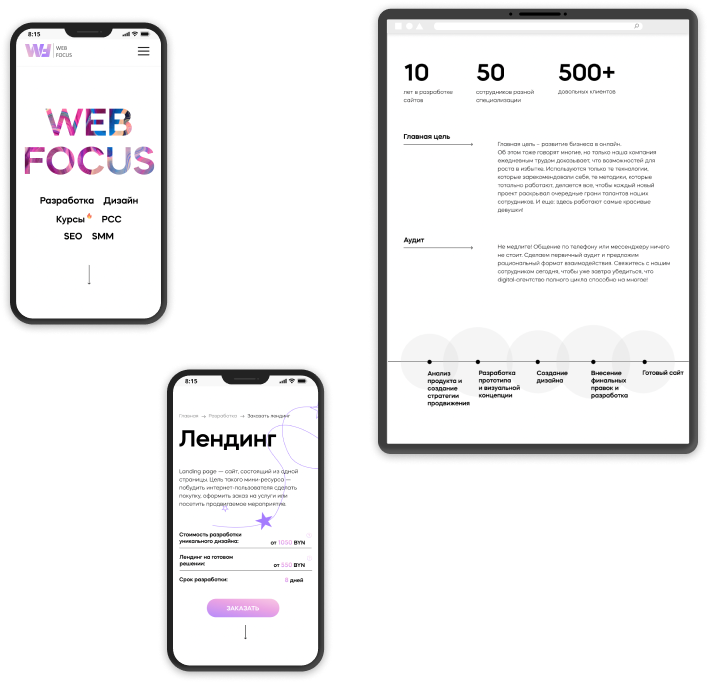 8:15
WEB
FOCUS
WEB
FOCUS
Разработка Дизайн
Курсы РСС
SEO SMM
10
лет в разработке
сайтов
50
сотрудников разной
специализации
500+
довольных клиентов
Главная цель
Главная цель – развитие бизнеса в онлайн.
Об этом тоже говорят многие, но только наша компания
ежедневным трудом доказывает, что возможностей для
роста в избытке. Используются только те технологии,
которые зарекомендовали себя, те методики, которые
тотально работают, делается все, чтобы каждый новый
проект раскрывал очередные грани талантов наших
сотрудников. И еще: здесь работают самые красивые
девушки!
Аудит
Не медлите! Общение по телефону или мессенджеру ничего
не стоит. Сделаем первичный аудит и предложим
рациональный формат взаимодействия. Свяжитесь с нашим
сотрудником сегодня, чтобы уже завтра убедиться, что
digital-агентство полного цикла способно на многое!
Анализ
продукта и
создание
стратегии
продвижения
Разработка
прототипа
и визуальной
концепции
Создание
дизайна
Внесение
финальных
правок и
разработка
Готовый сайт
8:15
Главная → Разработка → Заказать лендинг
Лендинг
Landing page — сайт, состоящий из одной
страницы. Цель такого мини-ресурса —
побудить интернет-пользователя сделать
покупку, оформить заказ на услуги или
посетить продвигаемое мероприятие.
Стоимость разработки
уникального дизайна:
от 1050 BYN
Лендинг на готовом
решении:
от 550 BYN
Срок разработки:
дней
ЗАКАЗАТЬ